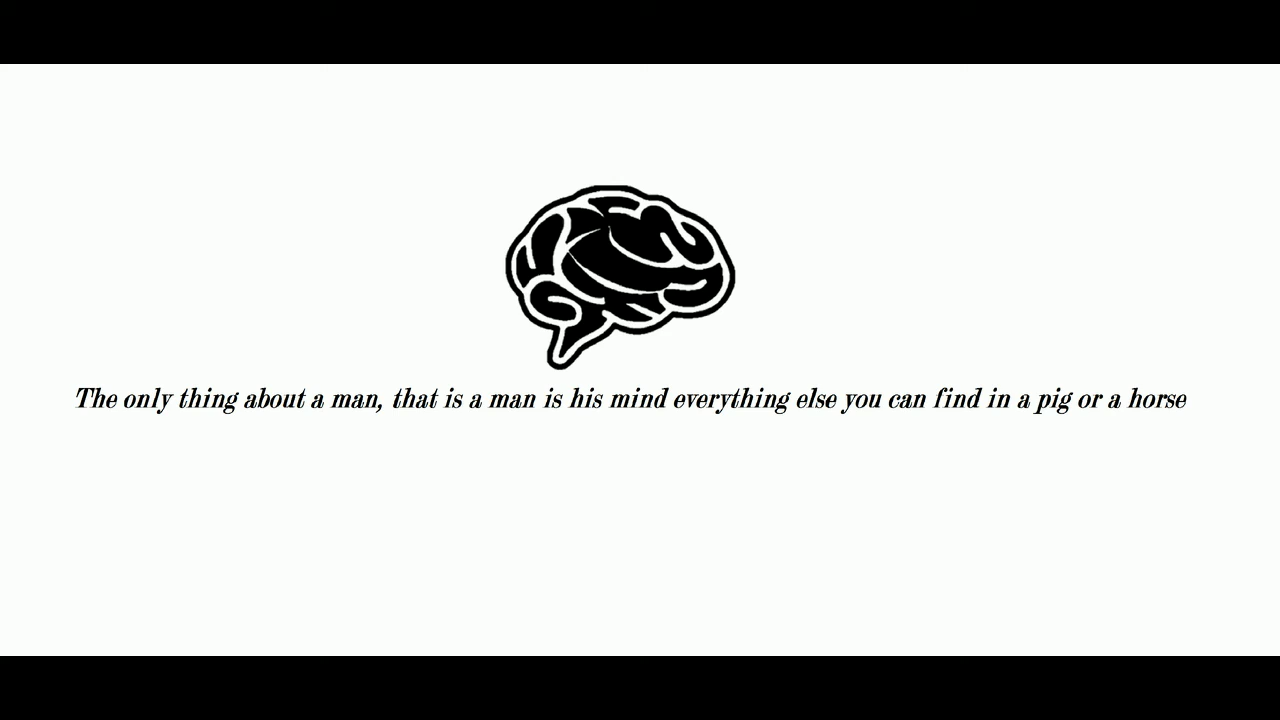 The only thing about a man, that is a man is his mind everything else you can find in a pig or a horse